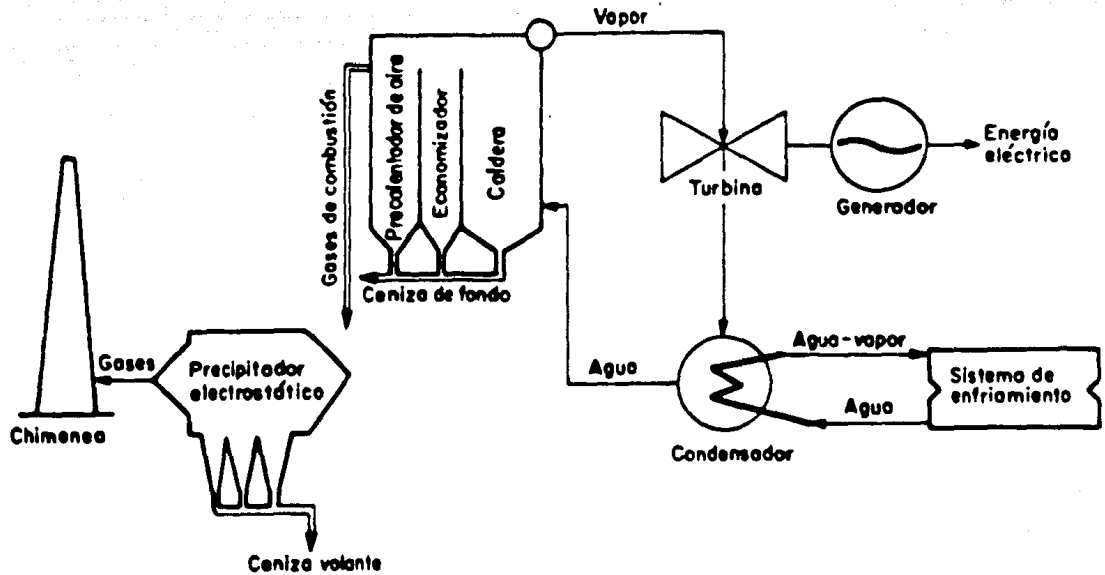 Vapor
Gases de combustión
Precalentador de aire
Economizador
Caldera
Energía
eléctrica
Turbina
Generador
Ceniza de fondo
Gases
Precipitador
electrostático
Agua
Agua-vapor
Sistema de
enfriamiento
Agua
Chimenea
Condensador
Ceniza volante